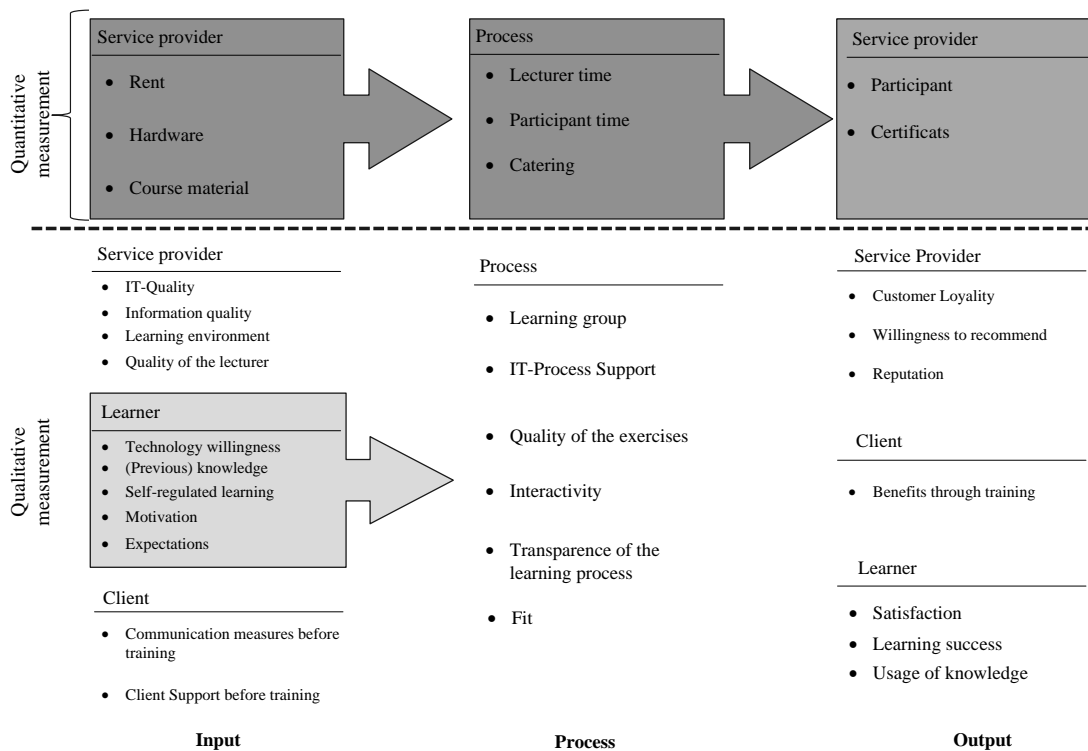 Quantitative
measurement
Service provider
• Rent
• Hardware
• Course material
Process
• Lecturer time
• Participant time
• Catering
Service provider
• Participant
• Certificats
Qualitative
measurement
Service provider
• IT-Quality
• Information quality
• Learning environment
• Quality of the lecturer
Learner
• Technology willingness
• (Previous) knowledge
• Self-regulated learning
• Motivation
• Expectations
Client
• Communication measures before
training
• Client Support before training
Process
• Learning group
• IT-Process Support
• Quality of the exercises
• Interactivity
• Transparence of the
learning process
• Fit
Service Provider
• Customer Loyality
• Willingness to recommend
• Reputation
Client
• Benefits through training
Learner
• Satisfaction
• Learning success
• Usage of knowledge
Input
Process
Output